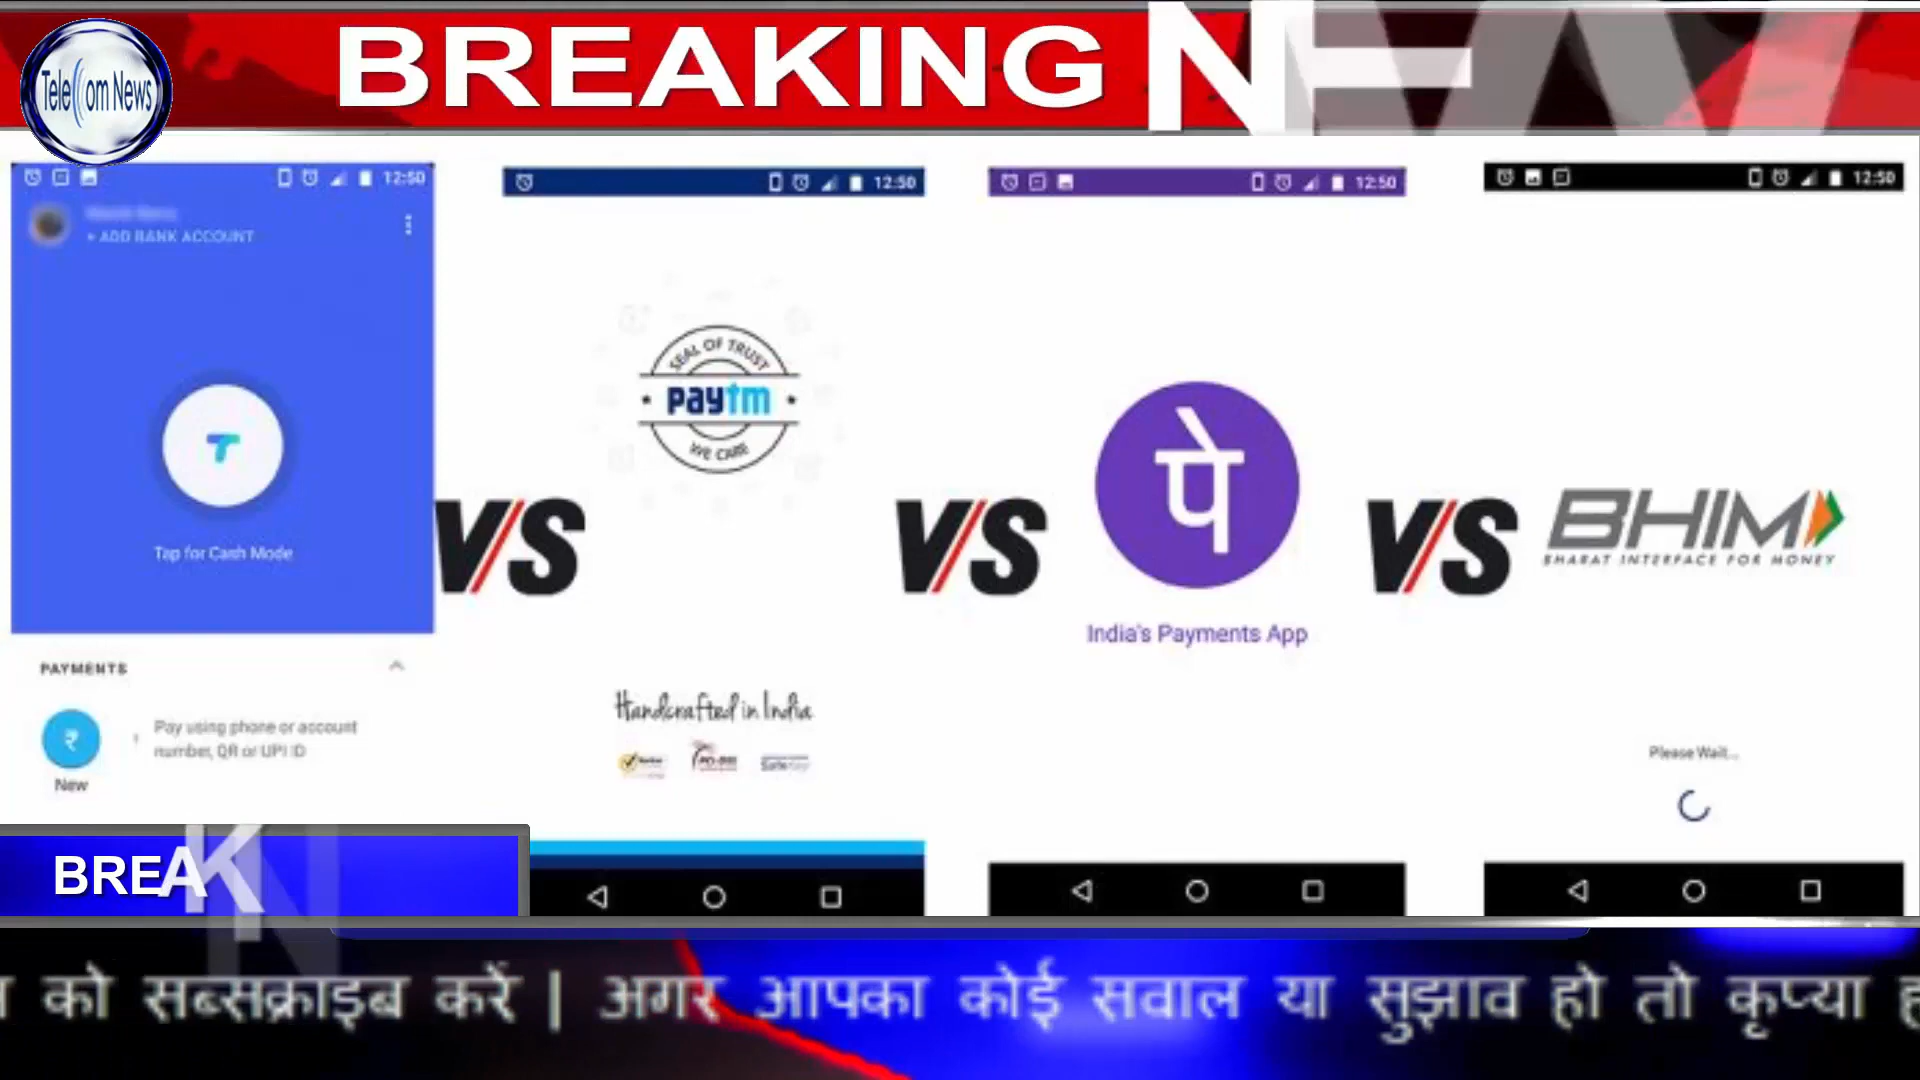 BREAKING NEW
Tele((om News
12:50
+ ADD BANK ACCOUNT
Tap for Cash Mode
PAYMENTS
₹
Pay using phone or account
number, QR or UPI ID
New
12:50
SEAL OF TRUST
paytm
WE CARE
Handcrafted in India
VS
12:50
पे
India's Payments App
VS
VS
12:50
BHIM
BHARAT INTERFACE FOR MONEY
Please Wait...
BREAKN
को सब्सक्राइब करें | अगर आपका कोई सवाल या सुझाव हो तो कृप्या